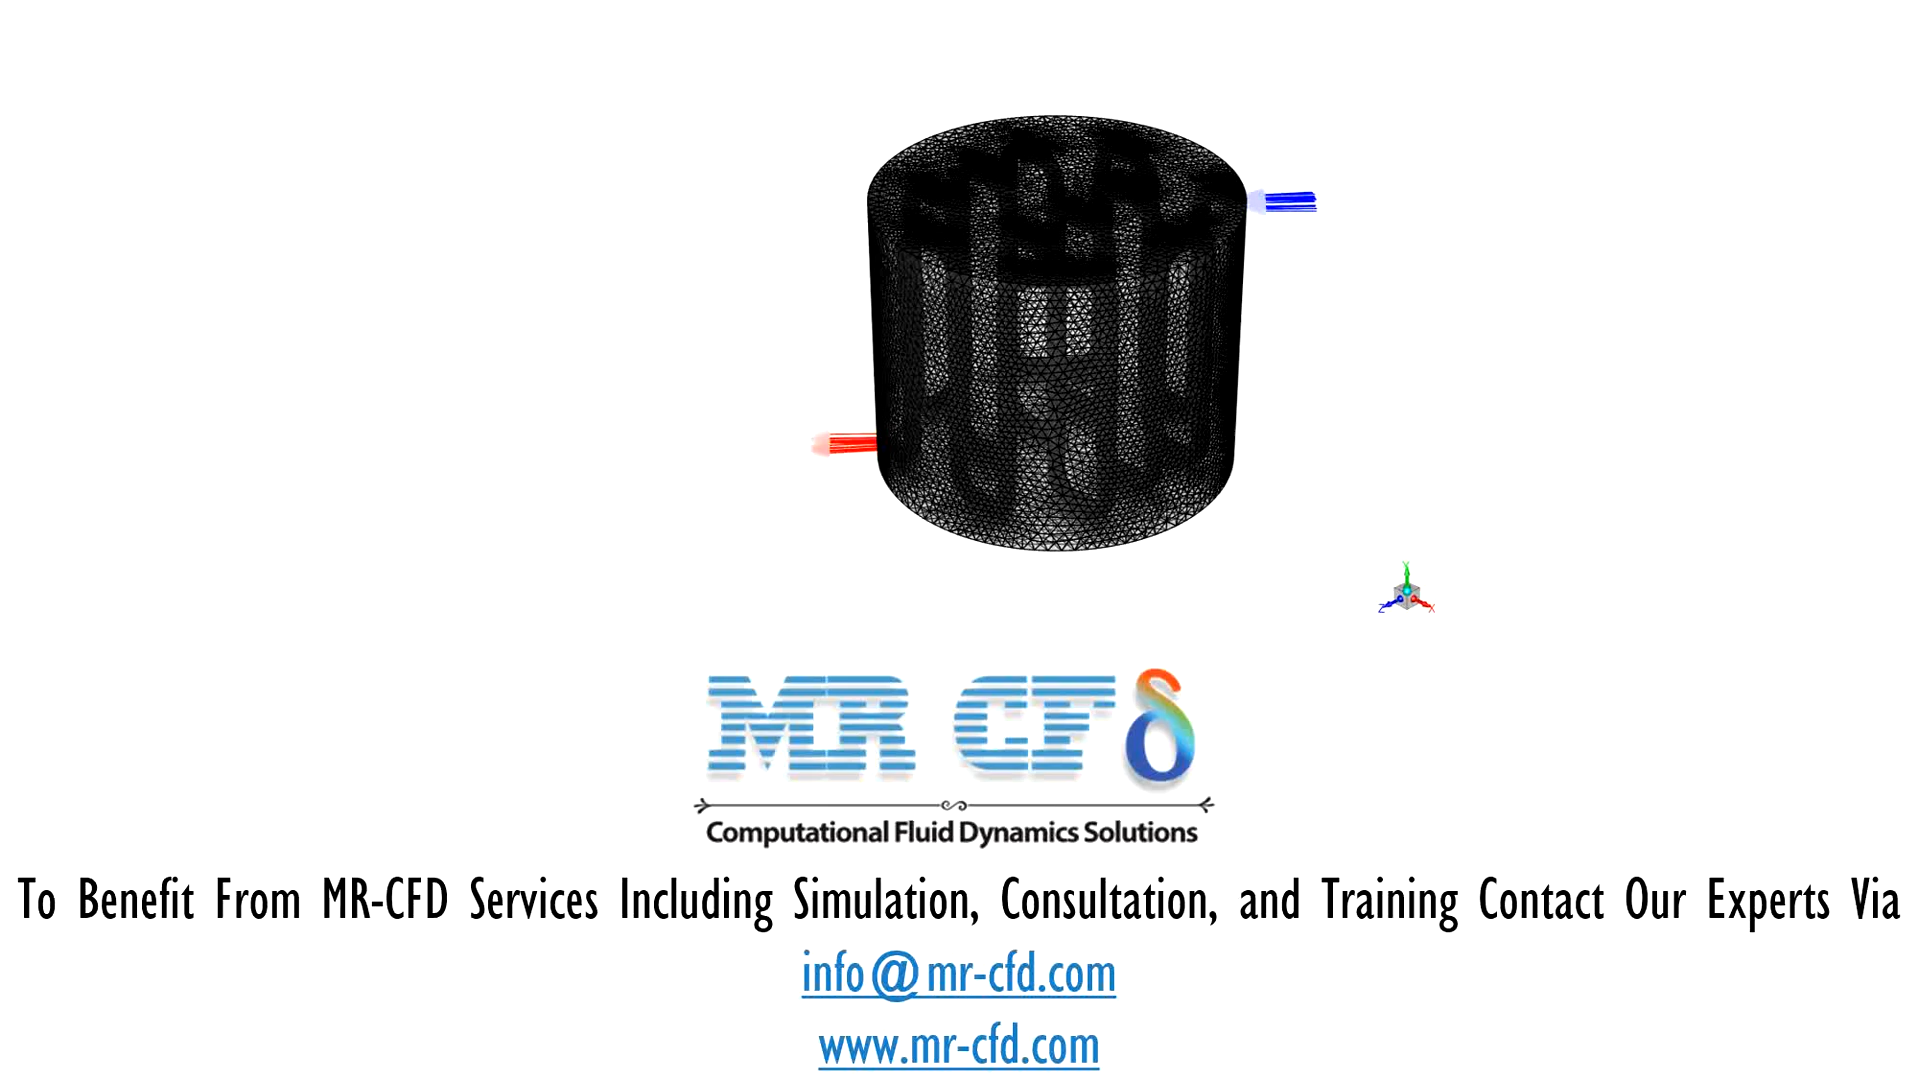 Y
Z
X
MR CFδ
Computational Fluid Dynamics Solutions
To Benefit From MR-CFD Services Including Simulation, Consultation, and Training Contact Our Experts Via
info@mr-cfd.com
www.mr-cfd.com